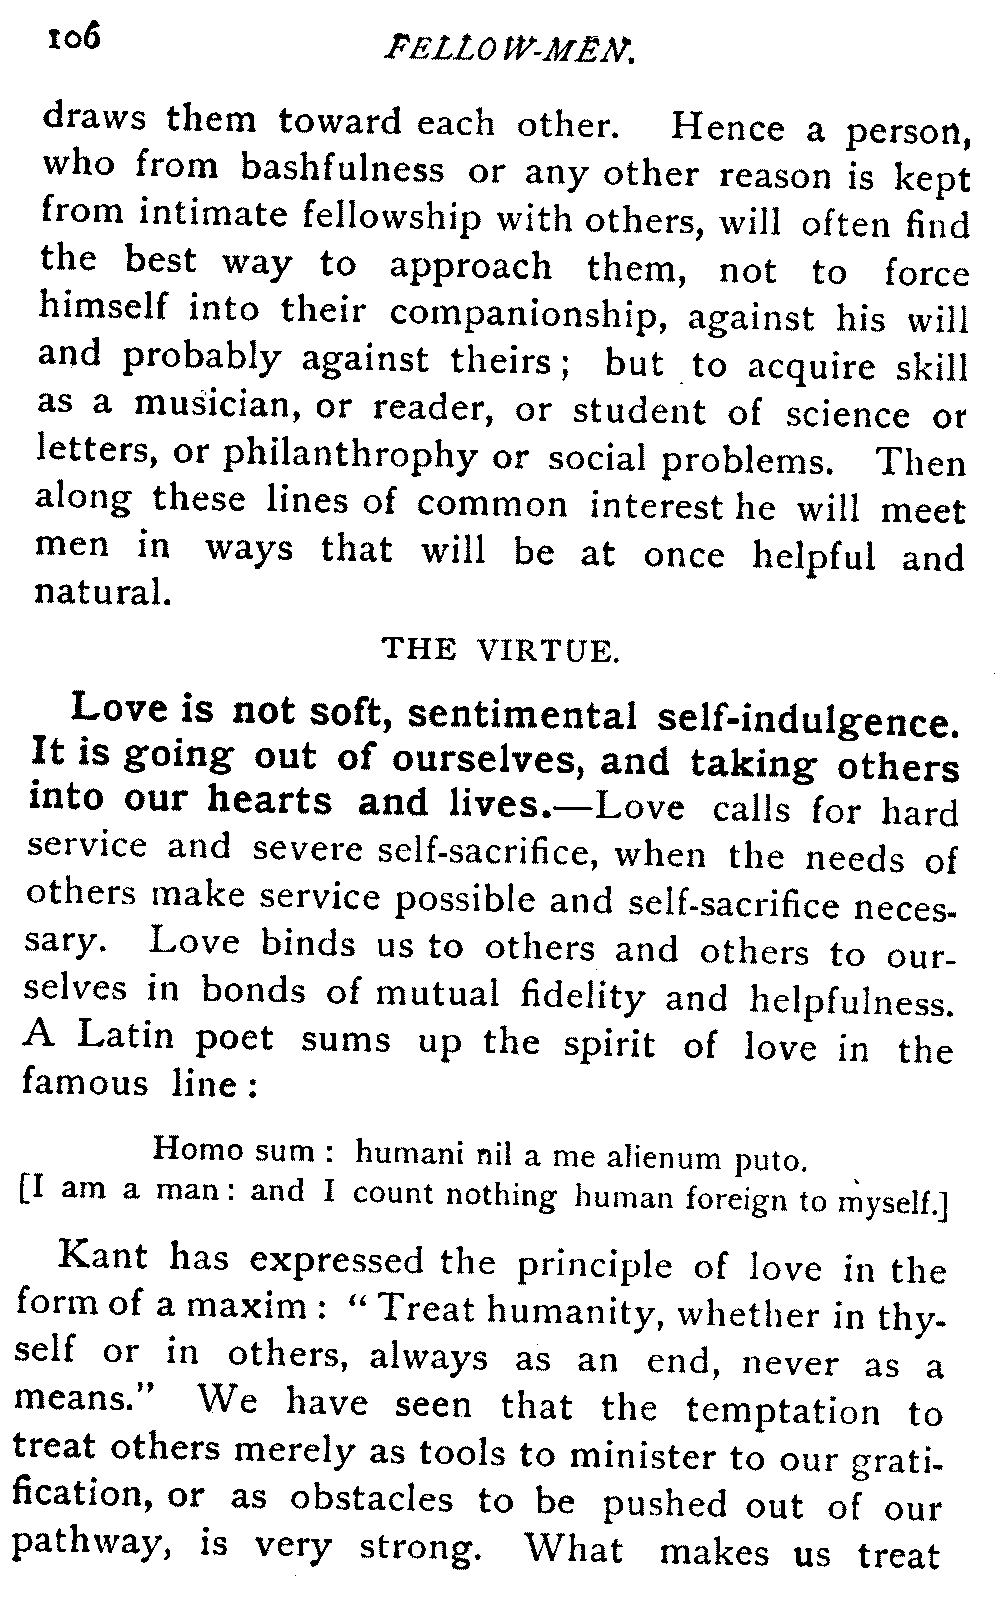 106
FELLOW-MEN.
draws them toward each other. Hence a person,
who from bashfulness or any other reason is kept
from intimate fellowship with others, will often find
the best way to approach them, not to force
himself into their companionship, against his will
and probably against theirs; but to acquire skill
as a musician, or reader, or student of science or
letters, or philanthrophy or social problems. Then
along these lines of common interest he will meet
men in ways that will be at once helpful and
natural.
THE VIRTUE.
Love is not soft, sentimental self-indulgence.
It is going out of ourselves, and taking others
into our hearts and lives.—Love calls for hard
service and severe self-sacrifice, when the needs of
others make service possible and self-sacrifice neces-
sary. Love binds us to others and others to our-
selves in bonds of mutual fidelity and helpfulness.
A Latin poet sums up the spirit of love in the
famous line:
Homo sum: humani nil a me alienum puto.
[I am a man: and I count nothing human foreign to myself.]
Kant has expressed the principle of love in the
form of a maxim: “Treat humanity, whether in thy-
self or in others, always as an end, never as a
means.” We have seen that the temptation to
treat others merely as tools to minister to our grati-
fication, or as obstacles to be pushed out of our
pathway, is very strong. What makes us treat